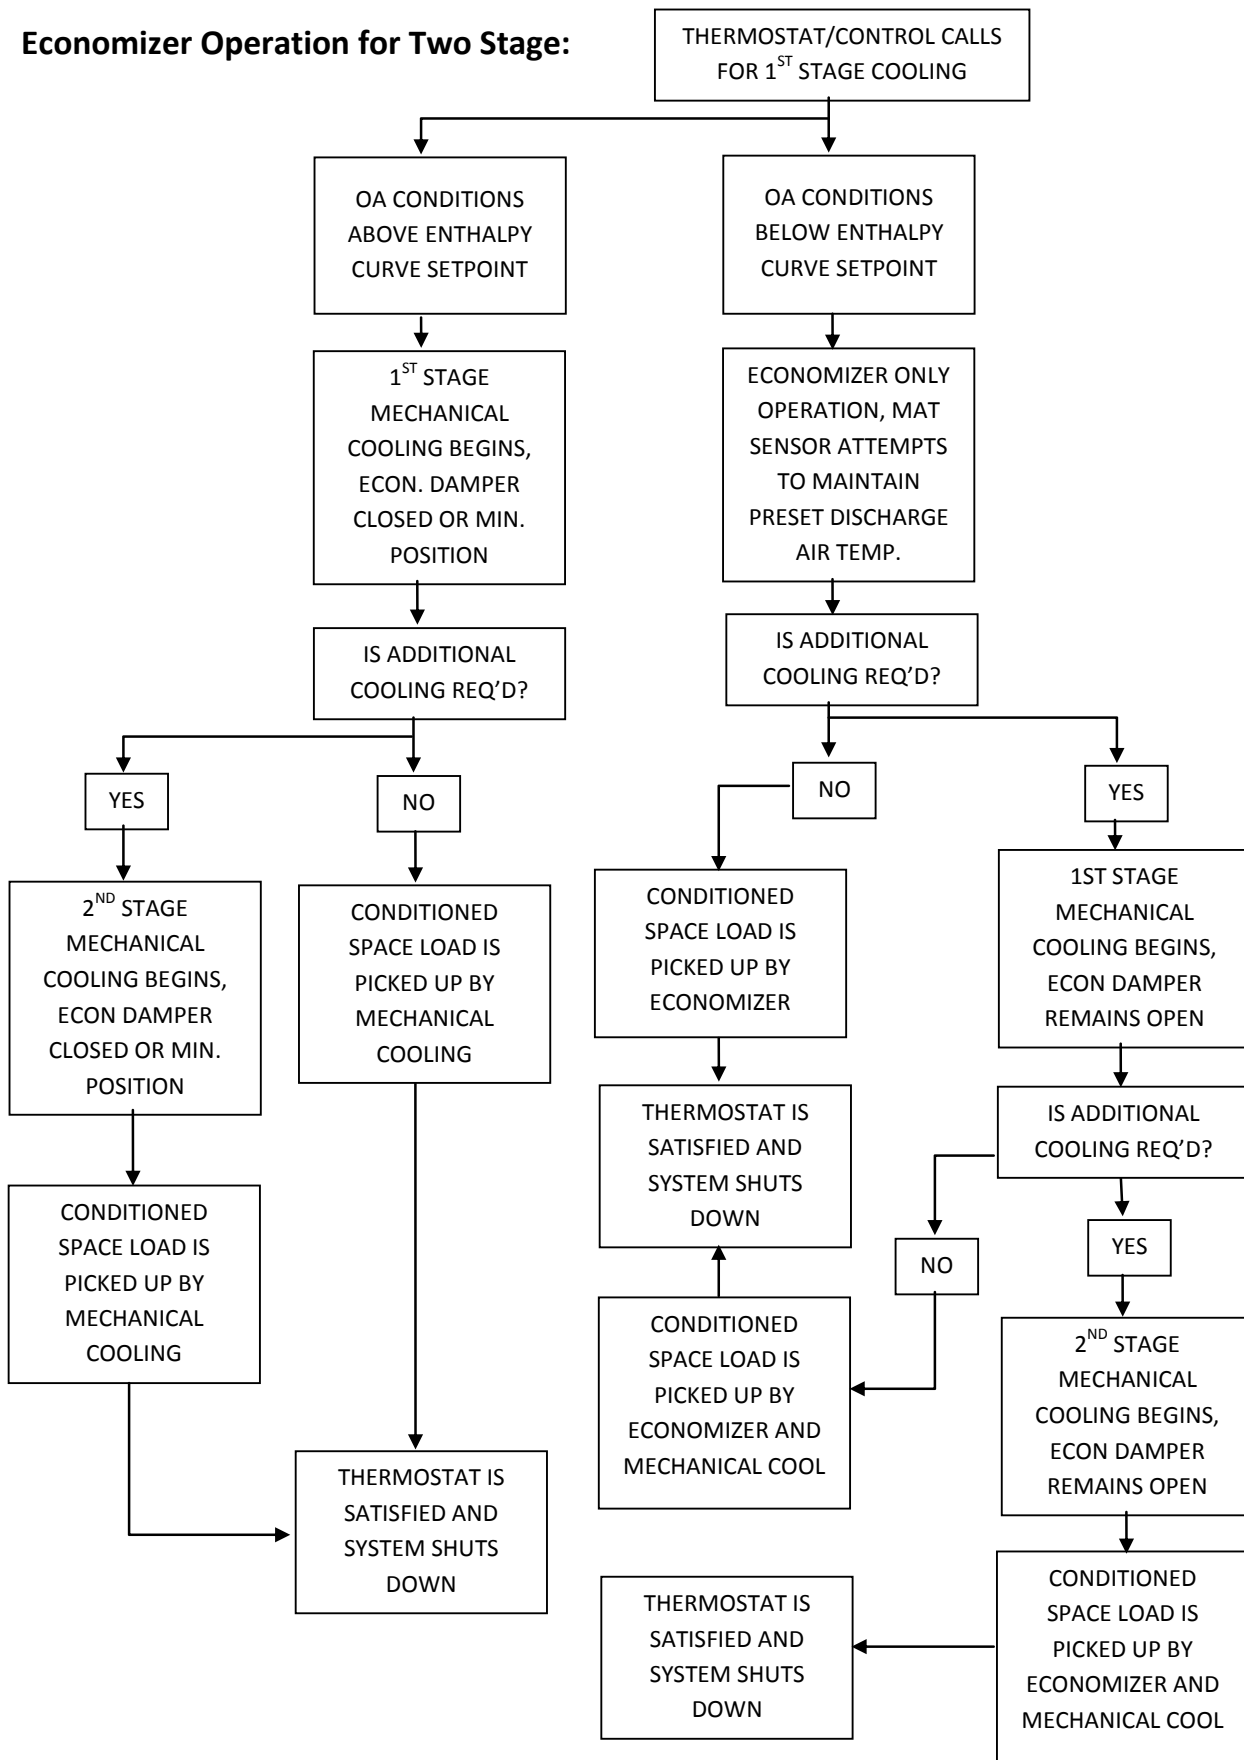 Economizer Operation for Two Stage:
THERMOSTAT/CONTROL CALLS
FOR 1ST STAGE COOLING
OA CONDITIONS
ABOVE ENTHALPY
CURVE SETPOINT
OA CONDITIONS
BELOW ENTHALPY
CURVE SETPOINT
1ST STAGE
MECHANICAL
COOLING BEGINS,
ECON. DAMPER
CLOSED OR MIN.
POSITION
ECONOMIZER ONLY
OPERATION, MAT
SENSOR ATTEMPTS
TO MAINTAIN
PRESET DISCHARGE
AIR TEMP.
IS ADDITIONAL
COOLING REQ’D?
IS ADDITIONAL
COOLING REQ’D?
YES
NO
NO
YES
2ND STAGE
MECHANICAL
COOLING BEGINS,
ECON DAMPER
CLOSED OR MIN.
POSITION
CONDITIONED
SPACE LOAD IS
PICKED UP BY
MECHANICAL
COOLING
CONDITIONED
SPACE LOAD IS
PICKED UP BY
ECONOMIZER
1ST STAGE
MECHANICAL
COOLING BEGINS,
ECON DAMPER
REMAINS OPEN
THERMOSTAT IS
SATISFIED AND
SYSTEM SHUTS
DOWN
IS ADDITIONAL
COOLING REQ’D?
CONDITIONED
SPACE LOAD IS
PICKED UP BY
MECHANICAL
COOLING
NO
YES
CONDITIONED
SPACE LOAD IS
PICKED UP BY
ECONOMIZER AND
MECHANICAL COOL
2ND STAGE
MECHANICAL
COOLING BEGINS,
ECON DAMPER
REMAINS OPEN
THERMOSTAT IS
SATISFIED AND
SYSTEM SHUTS
DOWN
THERMOSTAT IS
SATISFIED AND
SYSTEM SHUTS
DOWN
CONDITIONED
SPACE LOAD IS
PICKED UP BY
ECONOMIZER AND
MECHANICAL COOL